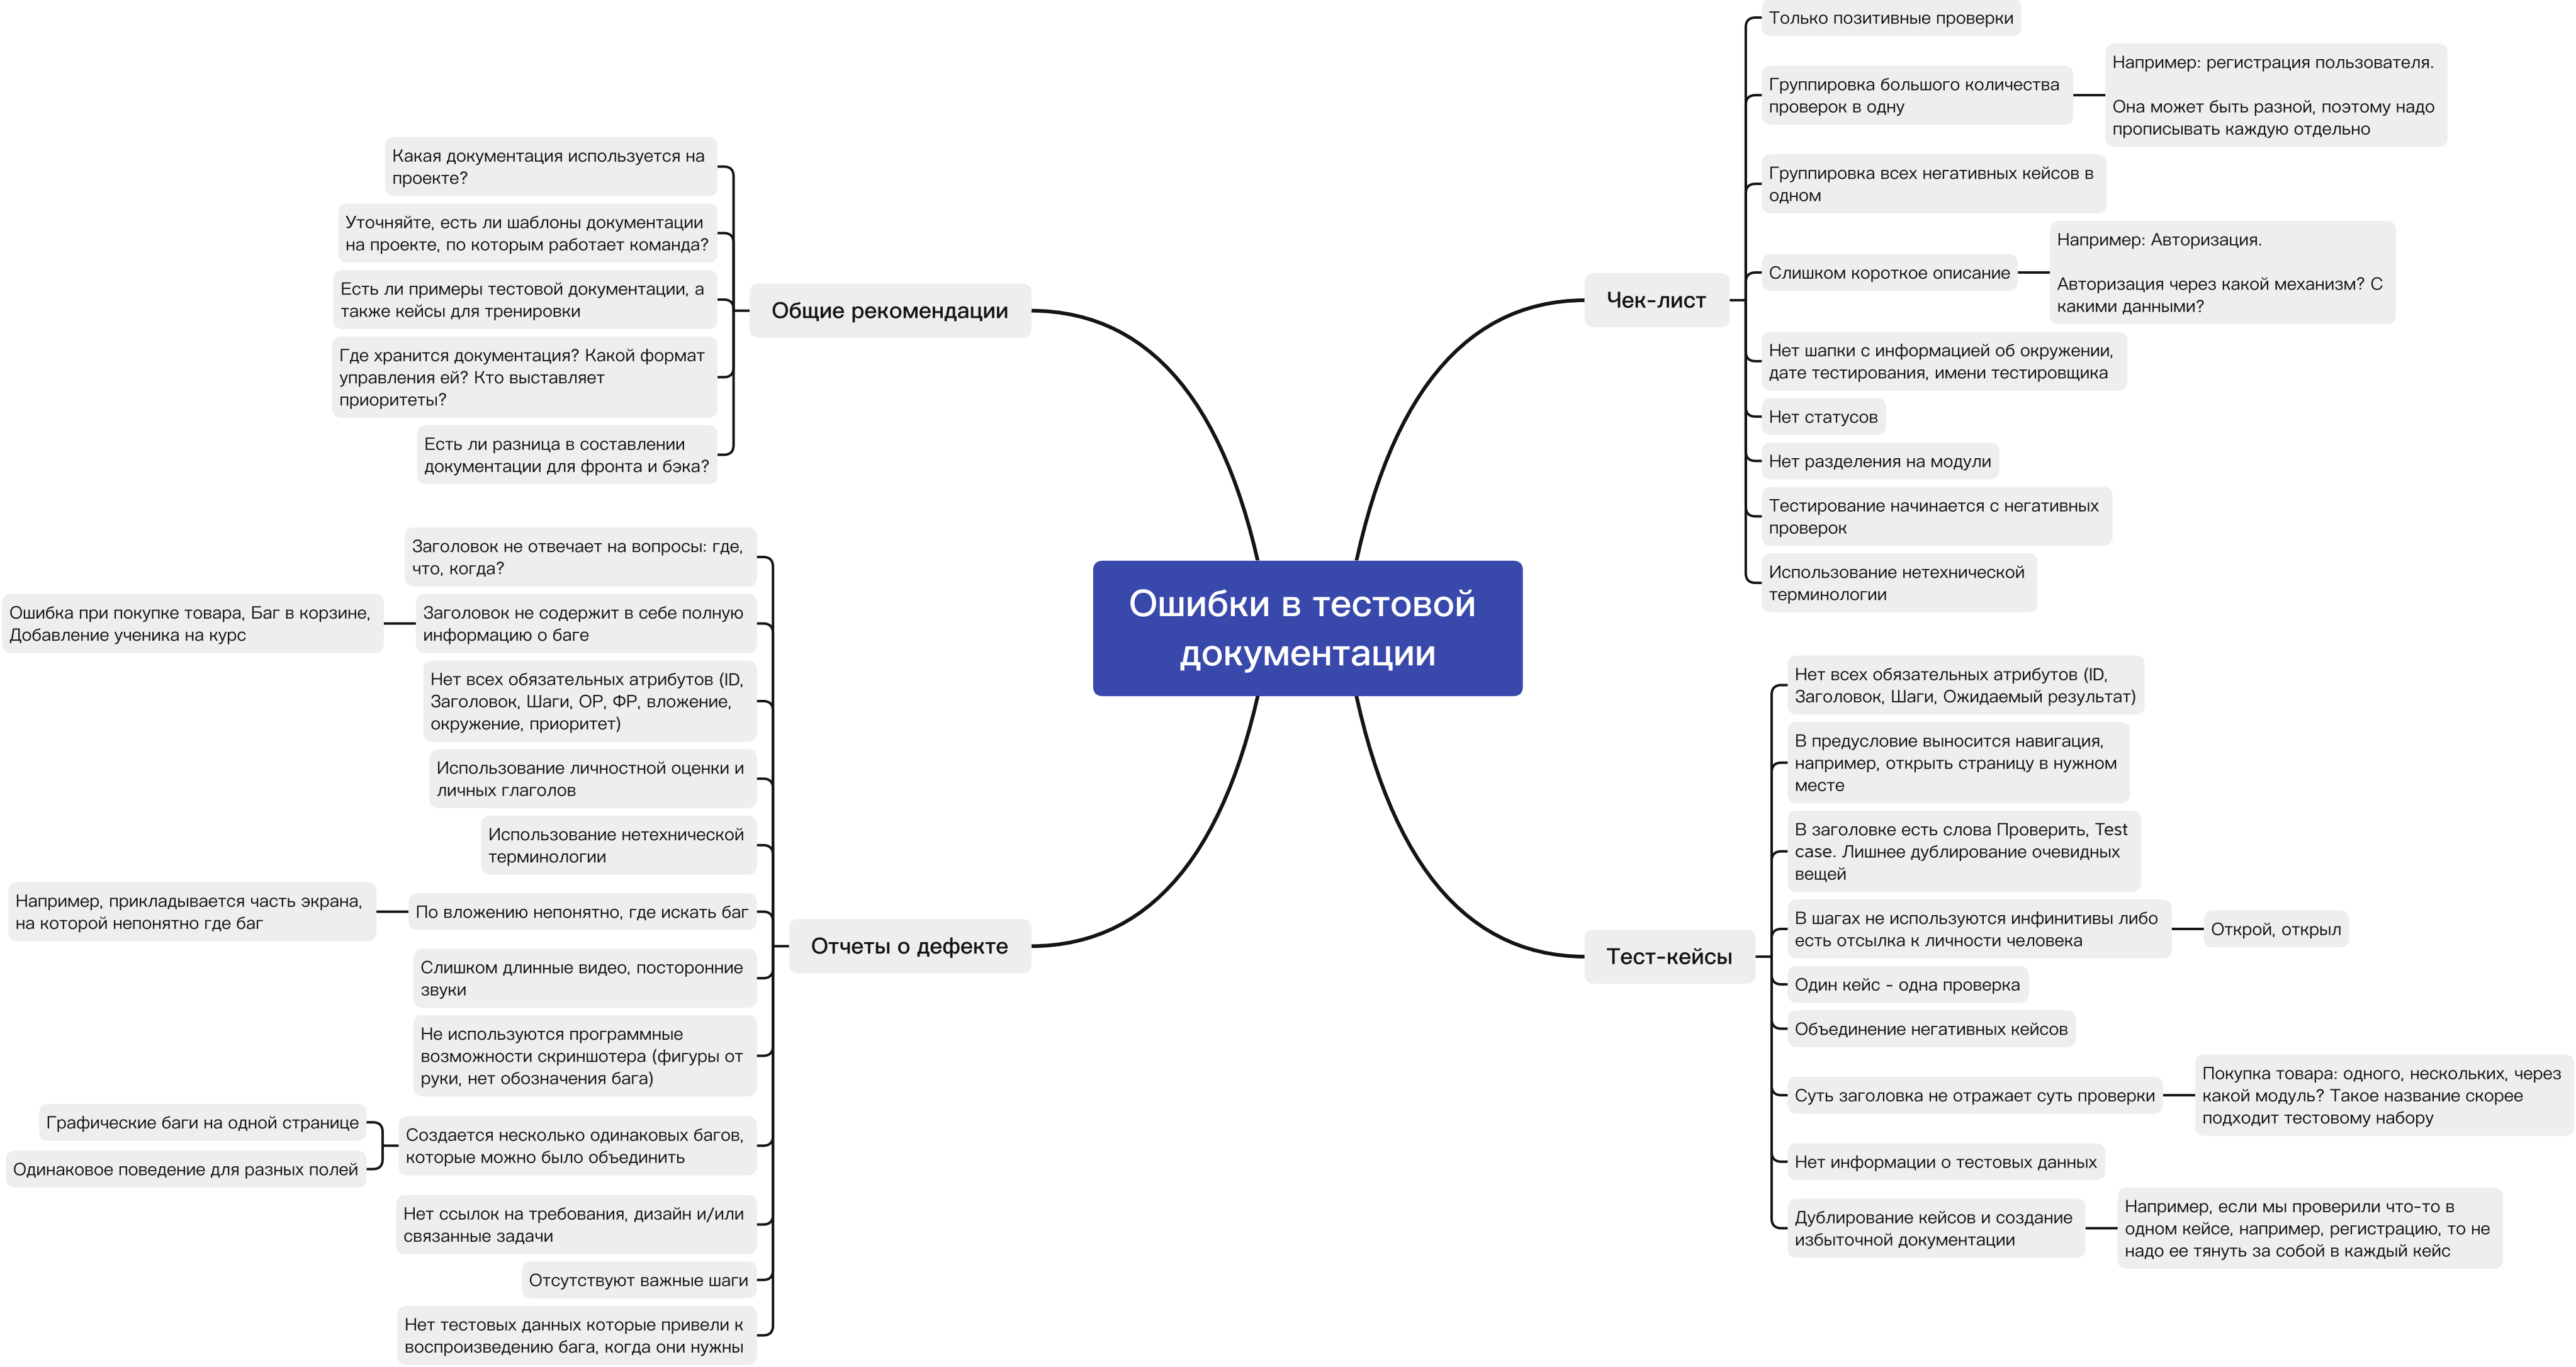 Ошибки в тестовой
документации
Чек-лист
Только позитивные проверки
Группировка большого количества
проверок в одну
Например: регистрация пользователя.
Она может быть разной, поэтому надо
прописывать каждую отдельно
Группировка всех негативных кейсов в
одном
Слишком короткое описание
Например: Авторизация.
Авторизация через какой механизм? С
какими данными?
Нет шапки с информацией об окружении,
дате тестирования, имени тестировщика
Нет статусов
Нет разделения на модули
Тестирование начинается с негативных
проверок
Использование нетехнической
терминологии
Тест-кейсы
Нет всех обязательных атрибутов (ID,
Заголовок, Шаги, Ожидаемый результат)
В предусловие выносится навигация,
например, открыть страницу в нужном
месте
В заголовке есть слова Проверить, Test
case. Лишнее дублирование очевидных
вещей
В шагах не используются инфинитивы либо
есть отсылка к личности человека
Открой, открыл
Один кейс - одна проверка
Объединение негативных кейсов
Суть заголовка не отражает суть проверки
Покупка товара: одного, нескольких, через
какой модуль? Такое название скорее
подходит тестовому набору
Нет информации о тестовых данных
Дублирование кейсов и создание
избыточной документации
Например, если мы проверили что-то в
одном кейсе, например, регистрацию, то не
надо ее тянуть за собой в каждый кейс
Общие рекомендации
Какая документация используется на
проекте?
Уточняйте, есть ли шаблоны документации
на проекте, по которым работает команда?
Есть ли примеры тестовой документации, а
также кейсы для тренировки
Где хранится документация? Какой формат
управления ей? Кто выставляет
приоритеты?
Есть ли разница в составлении
документации для фронта и бэка?
Отчеты о дефекте
Заголовок не отвечает на вопросы: где,
что, когда?
Заголовок не содержит в себе полную
информацию о баге
Ошибка при покупке товара, Баг в корзине,
Добавление ученика на курс
Нет всех обязательных атрибутов (ID,
Заголовок, Шаги, ОР, ФР, вложение,
окружение, приоритет)
Использование личностной оценки и
личных глаголов
Использование нетехнической
терминологии
По вложению непонятно, где искать баг
Например, прикладывается часть экрана,
на которой непонятно где баг
Слишком длинные видео, посторонние
звуки
Не используются программные
возможности скриншотера (фигуры от
руки, нет обозначения бага)
Создается несколько одинаковых багов,
которые можно было объединить
Графические баги на одной странице
Одинаковое поведение для разных полей
Нет ссылок на требования, дизайн и/или
связанные задачи
Отсутствуют важные шаги
Нет тестовых данных которые привели к
воспроизведению бага, когда они нужны